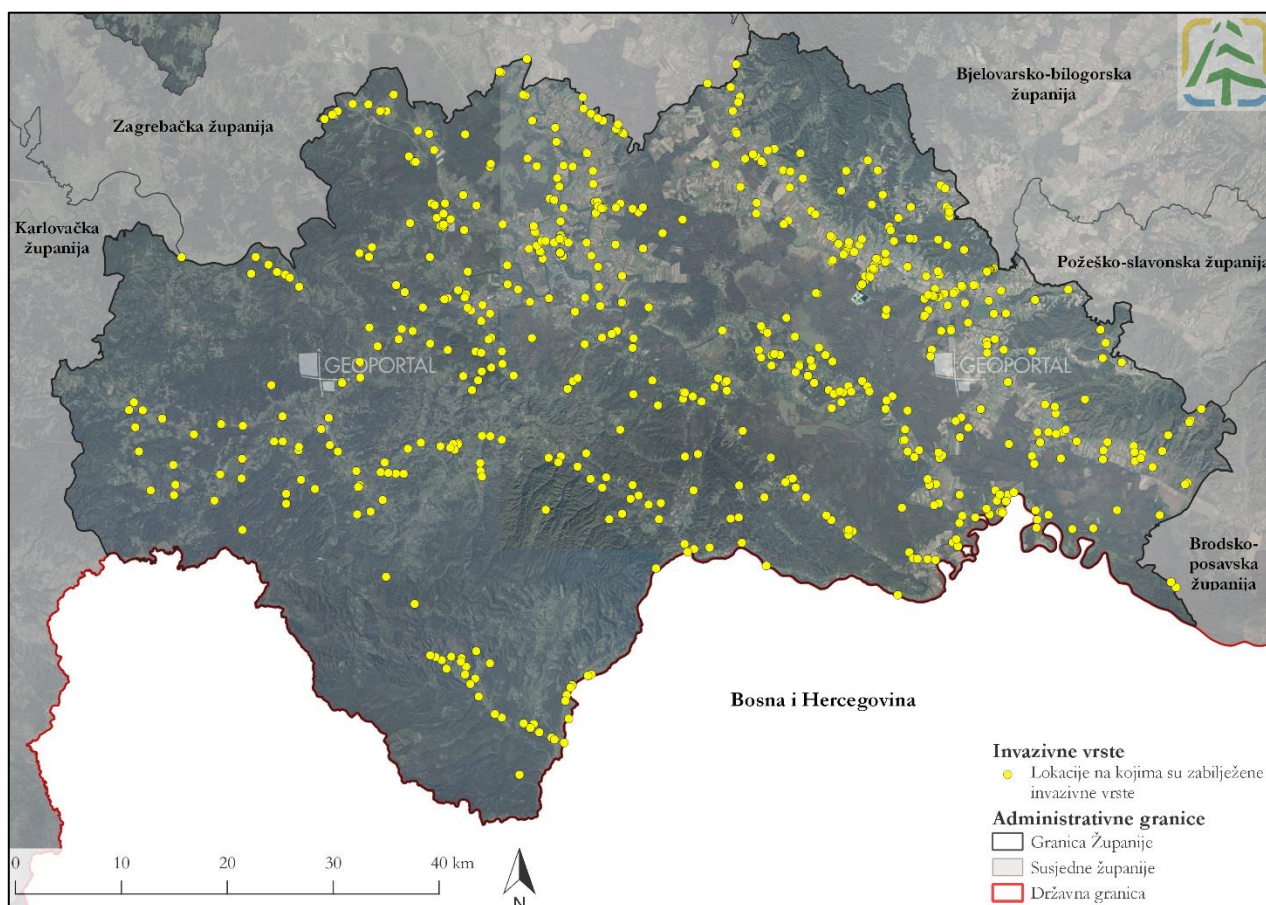 Bjelovarsko-bilogorska
županija
Zagrebačka županija
Karlovačka
županija
Požeško-slavonska županija
GEOPORTAL
GEOPORTAL
Brodsko-
posavska
županija
Bosna i Hercegovina
Invazivne vrste
Lokacije na kojima su zabilježene
invazivne vrste
Administrativne granice
Granica Županije
Susjedne županije
Državna granica
0 10 20 30 40 km
N